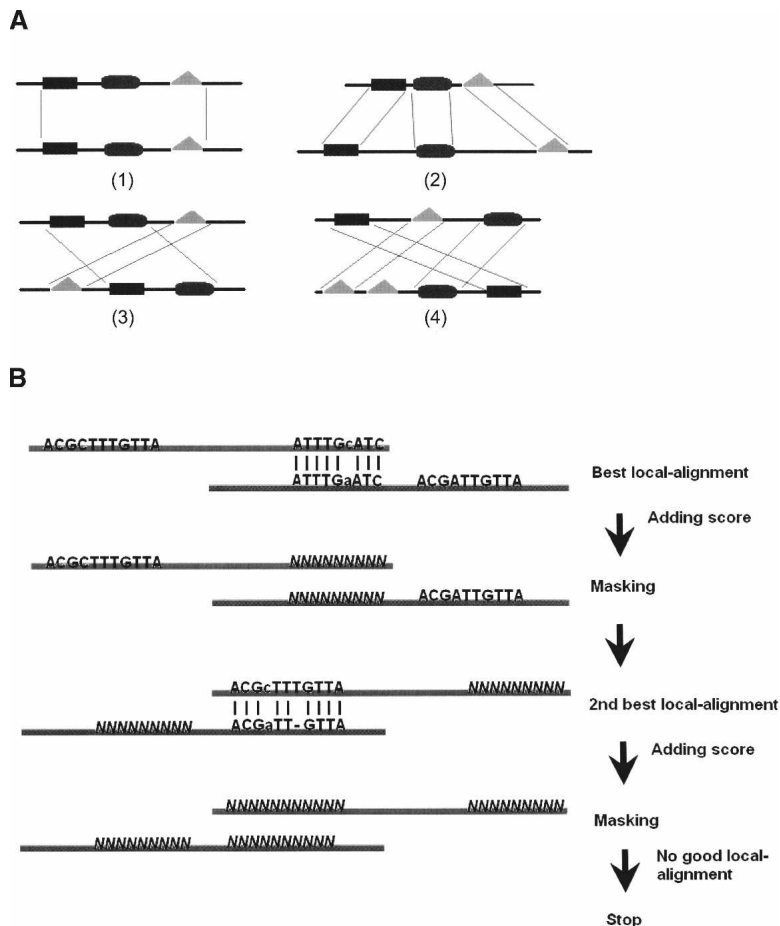 A
(1)
(2)
(3)
(4)
B
ACGCTTTGTTA ATTTGcATC
ATTTGaATC ACGATTGTTA
Best local-alignment
Adding score
ACGCTTTGTTA NNNNNNNNN
NNNNNNNNN ACGATTGTTA
Masking
ACGcTTTGTTA NNNNNNNNN
NNNNNNNNN ACGaTT-GTTA
2nd best local-alignment
Adding score
NNNNNNNNNNN NNNNNNNNN
NNNNNNNNN NNNNNNNNNN
Masking
No good local-
alignment
Stop